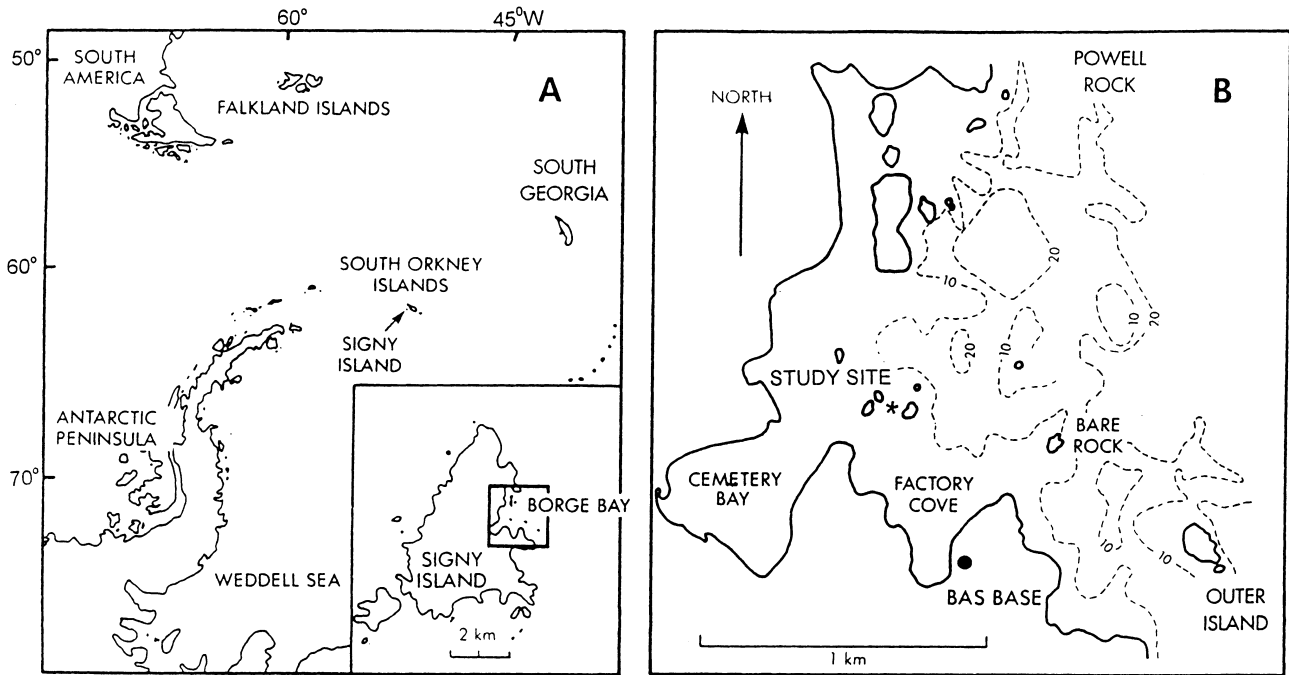 60°
45°W
50°
60°
70°
A
SOUTH
AMERICA
FALKLAND ISLANDS
SOUTH
GEORGIA
SOUTH ORKNEY
ISLANDS
SIGNY
ISLAND
ANTARCTIC
PENINSULA
WEDDELL SEA
BORGE BAY
SIGNY
ISLAND
2 km
B
NORTH
POWELL
ROCK
10
20
20
10
10
20
STUDY SITE
*
BARE
ROCK
CEMETERY
BAY
FACTORY
COVE
10
10
BAS BASE
OUTER
ISLAND
1 km